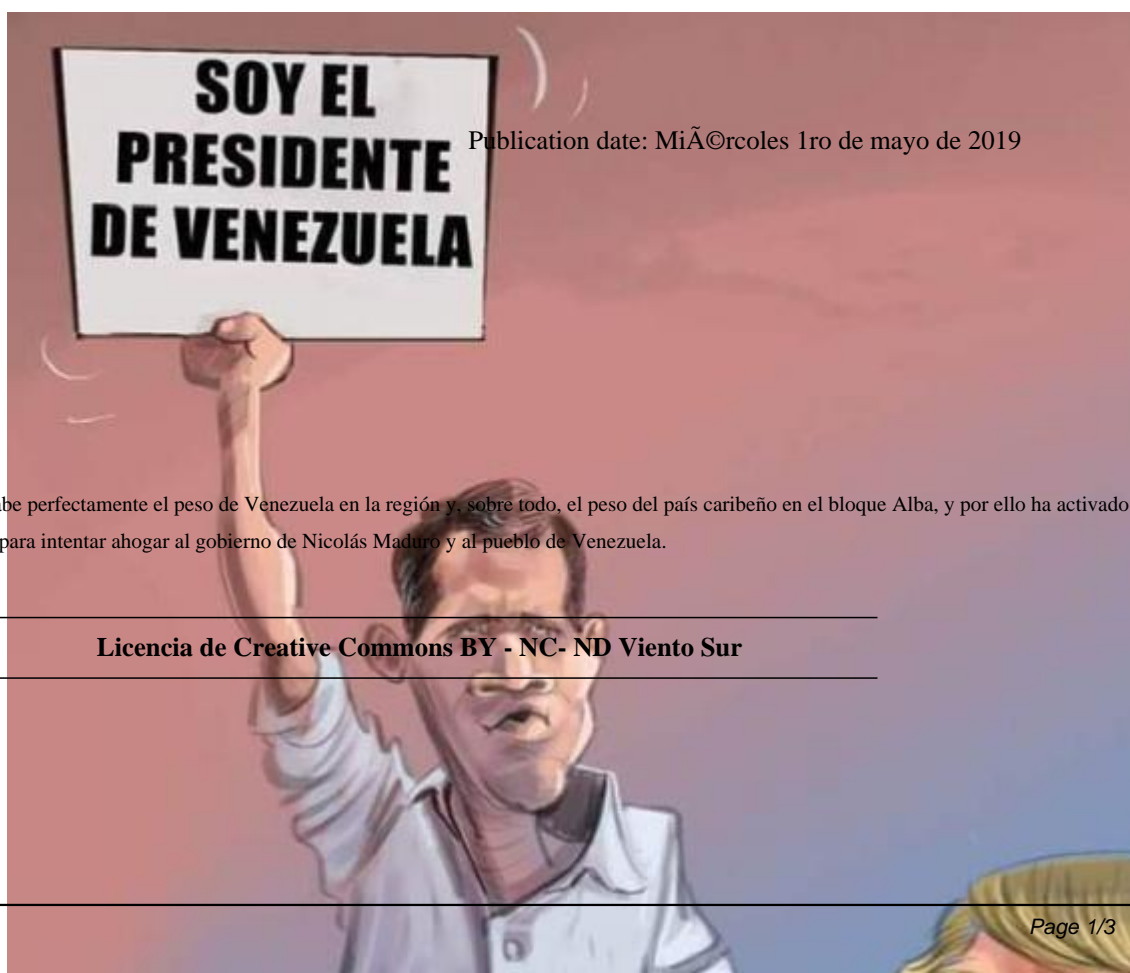 SOY EL
PRESIDENTE
DE VENEZUELA
Publication date: MiÃ©rcoles 1ro de mayo de 2019
be perfectamente el peso de Venezuela en la región y, sobre todo, el peso del país caribeño en el bloque Alba, y por ello ha activado
para intentar ahogar al gobierno de Nicolás Maduro y al pueblo de Venezuela.
Licencia de Creative Commons BY - NC- ND Viento Sur
Page 1/3